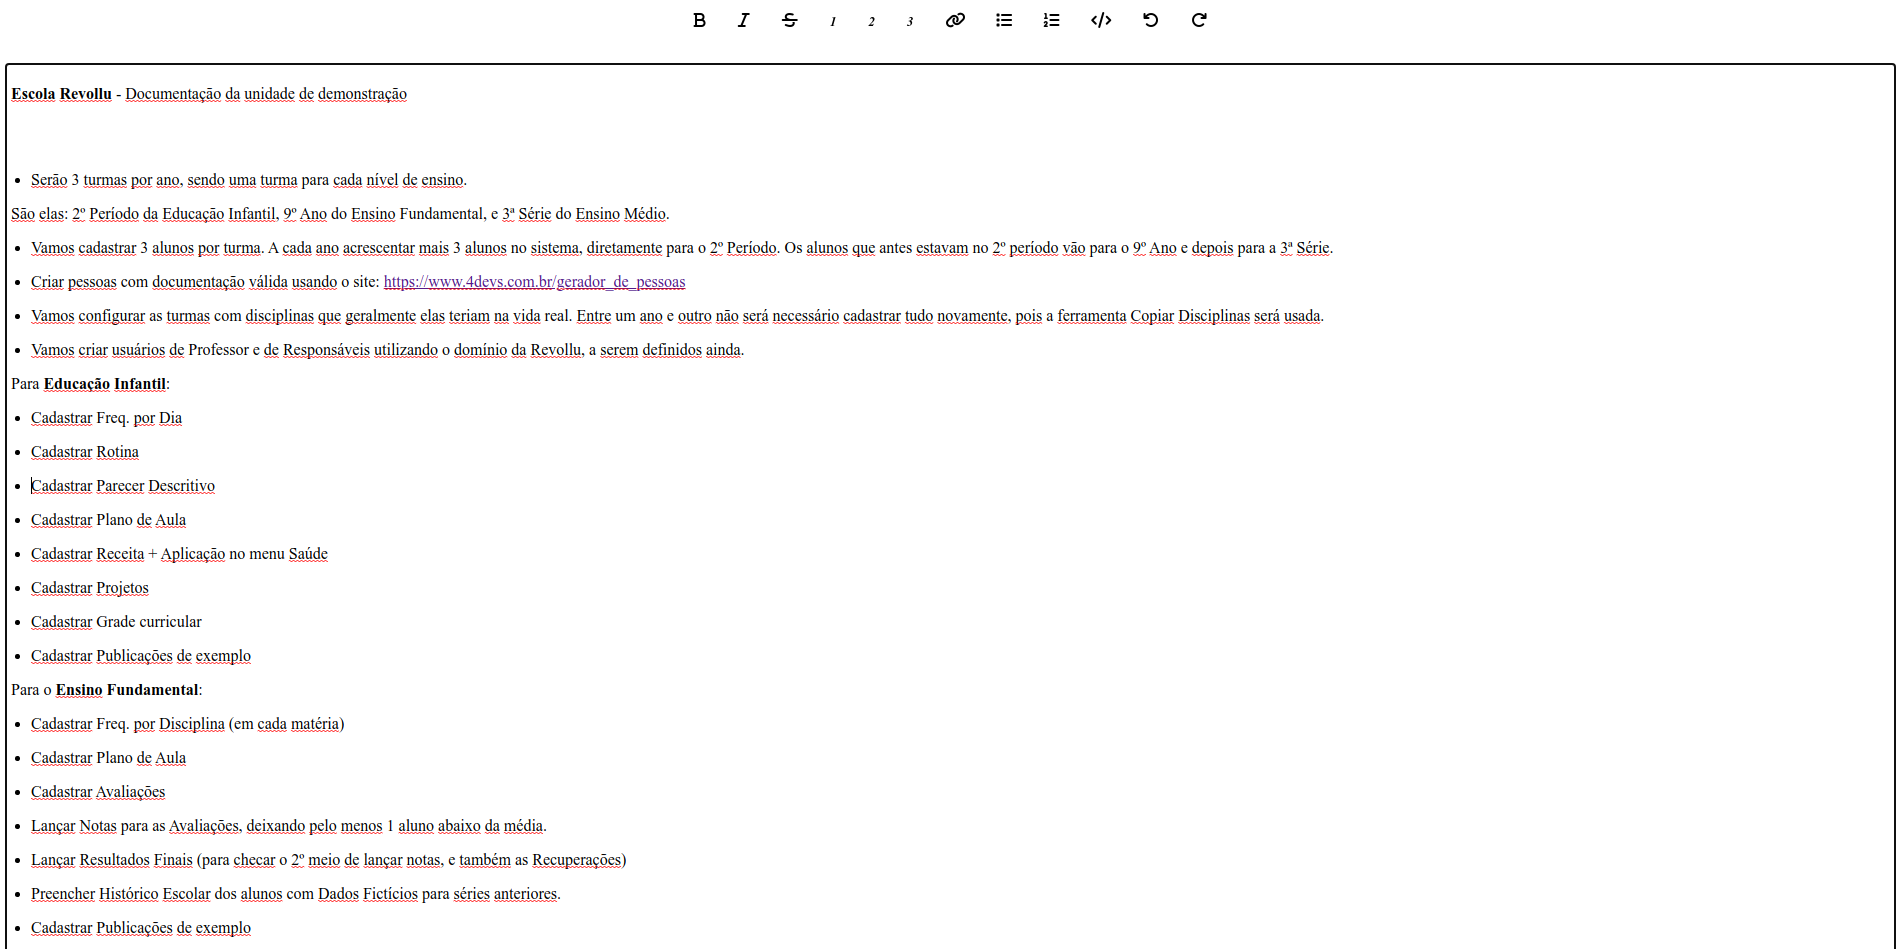 B I S 1 2 3 </>
Escola Revollu - Documentação da unidade de demonstração
• Serão 3 turmas por ano, sendo uma turma para cada nível de ensino.
São elas: 2º Período da Educação Infantil, 9º Ano do Ensino Fundamental, e 3ª Série do Ensino Médio.
• Vamos cadastrar 3 alunos por turma. A cada ano acrescentar mais 3 alunos no sistema, diretamente para o 2º Período. Os alunos que antes estavam no 2º período vão para o 9º Ano e depois para a 3ª Série.
• Criar pessoas com documentação válida usando o site: https://www.4devs.com.br/gerador_de_pessoas
• Vamos configurar as turmas com disciplinas que geralmente elas teriam na vida real. Entre um ano e outro não será necessário cadastrar tudo novamente, pois a ferramenta Copiar Disciplinas será usada.
• Vamos criar usuários de Professor e de Responsáveis utilizando o domínio da Revollu, a serem definidos ainda.
Para Educação Infantil:
• Cadastrar Freq. por Dia
• Cadastrar Rotina
• Cadastrar Parecer Descritivo
• Cadastrar Plano de Aula
• Cadastrar Receita + Aplicação no menu Saúde
• Cadastrar Projetos
• Cadastrar Grade curricular
• Cadastrar Publicações de exemplo
Para o Ensino Fundamental:
• Cadastrar Freq. por Disciplina (em cada matéria)
• Cadastrar Plano de Aula
• Cadastrar Avaliações
• Lançar Notas para as Avaliações, deixando pelo menos 1 aluno abaixo da média.
• Lançar Resultados Finais (para checar o 2º meio de lançar notas, e também as Recuperações)
• Preencher Histórico Escolar dos alunos com Dados Fictícios para séries anteriores.
• Cadastrar Publicações de exemplo